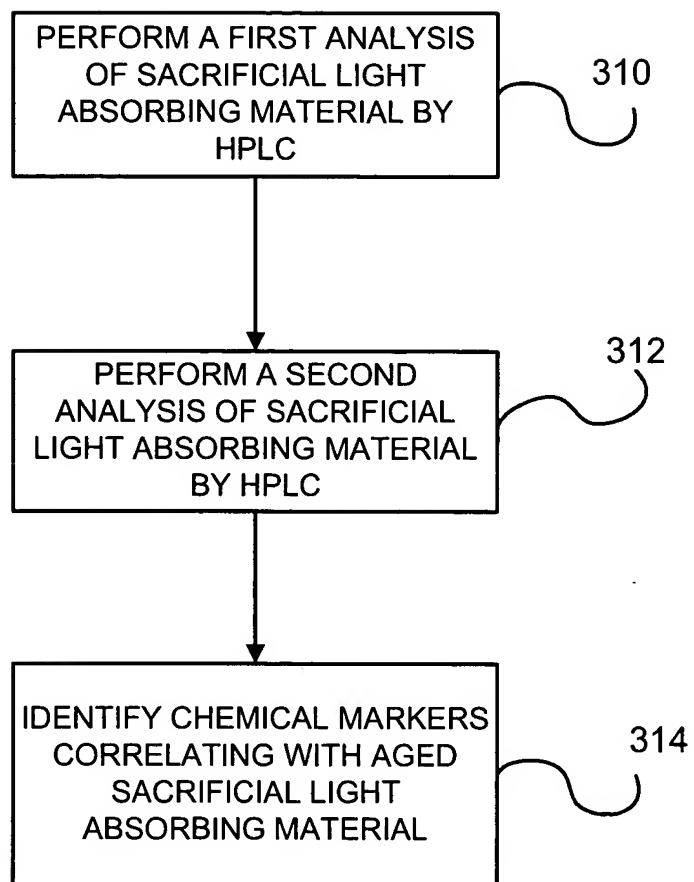 PERFORM A FIRST ANALYSIS
OF SACRIFICIAL LIGHT
ABSORBING MATERIAL BY
HPLC
310
PERFORM A SECOND
ANALYSIS OF SACRIFICIAL
LIGHT ABSORBING MATERIAL
BY HPLC
312
IDENTIFY CHEMICAL MARKERS
CORRELATING WITH AGED
SACRIFICIAL LIGHT
ABSORBING MATERIAL
314